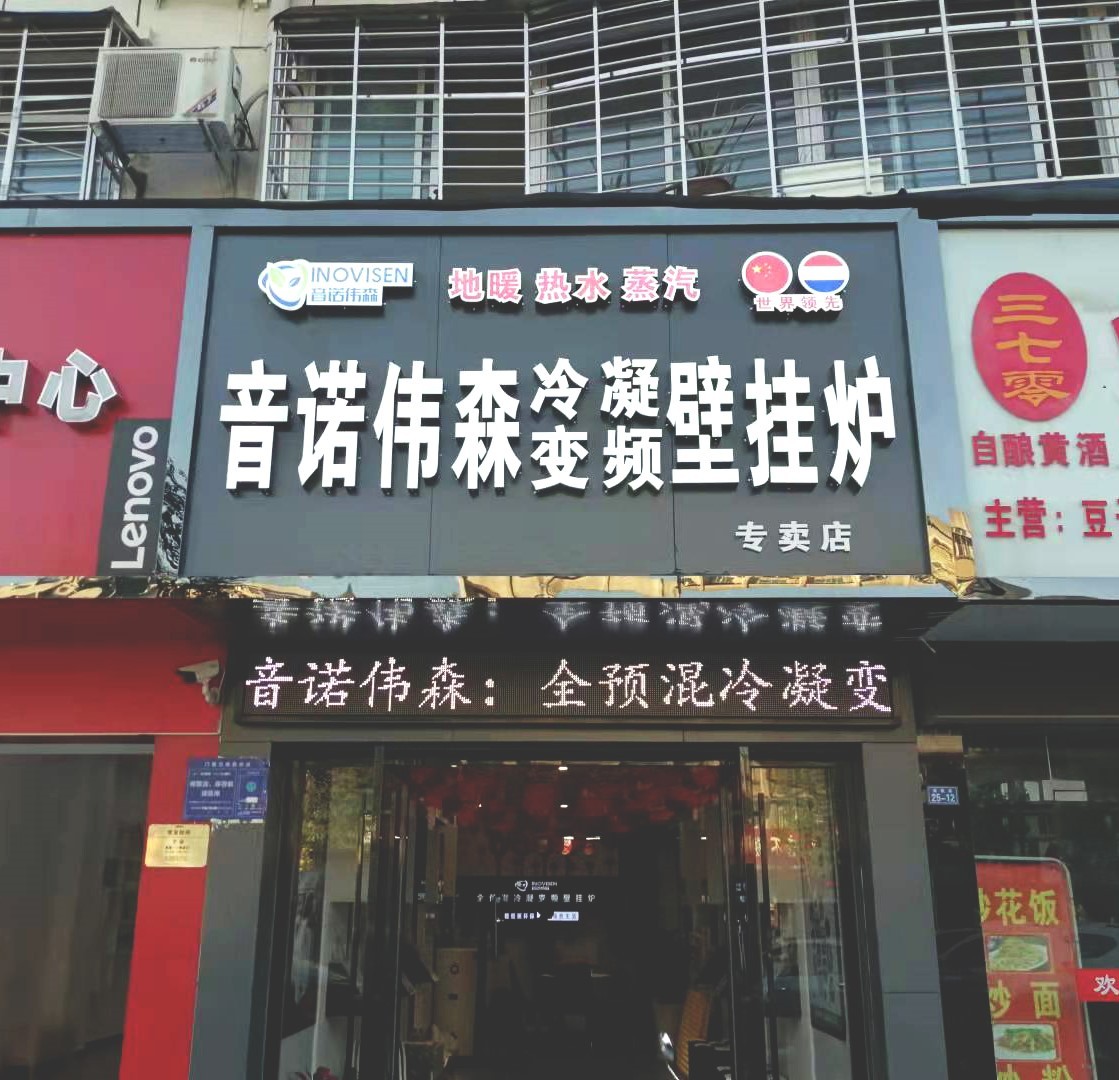 INOVISEN
音诺伟森
地暖 热水 蒸汽
世界领先
音诺伟森冷凝变频壁挂炉
专卖店
中心
Lenovo
三七零
自酿黄酒
主营：豆
音诺伟森：全预混冷凝变
25-12
INOVISEN
炒花饭
炒面
欢